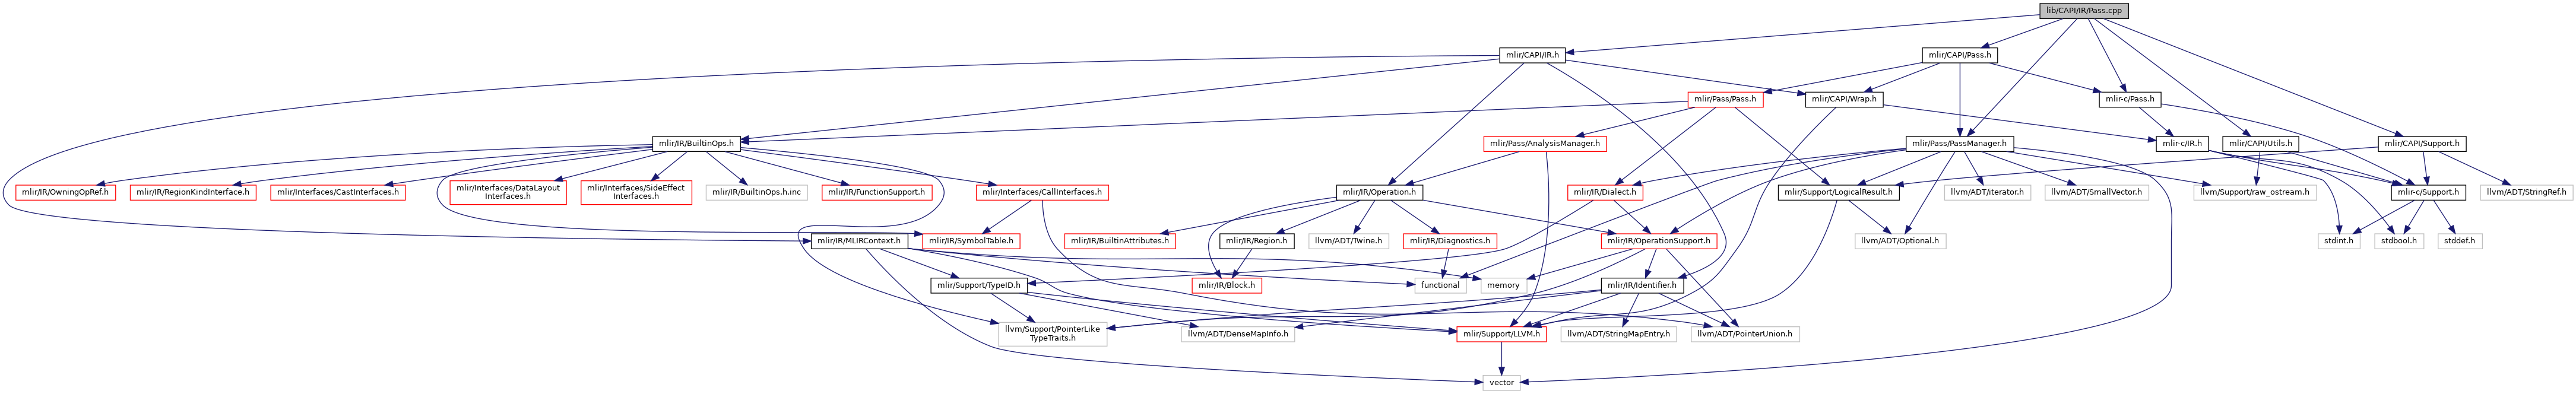 lib/CAPI/IR/Pass.cpp
mlir/CAPI/IR.h
mlir/CAPI/Pass.h
mlir/Pass/Pass.h
mlir/CAPI/Wrap.h
mlir-c/Pass.h
mlir/IR/BuiltinOps.h
mlir/Pass/AnalysisManager.h
mlir/Pass/PassManager.h
mlir-c/IR.h
mlir/CAPI/Utils.h
mlir/CAPI/Support.h
mlir/IR/OwningOpRef.h
mlir/IR/RegionKindInterface.h
mlir/Interfaces/CastInterfaces.h
mlir/Interfaces/DataLayout
Interfaces.h
mlir/Interfaces/SideEffect
Interfaces.h
mlir/IR/BuiltinOps.h.inc
mlir/IR/FunctionSupport.h
mlir/Interfaces/CallInterfaces.h
mlir/IR/Operation.h
mlir/IR/Dialect.h
mlir/Support/LogicalResult.h
llvm/ADT/iterator.h
llvm/ADT/SmallVector.h
llvm/Support/raw_ostream.h
mlir-c/Support.h
llvm/ADT/StringRef.h
mlir/IR/MLIRContext.h
mlir/IR/SymbolTable.h
mlir/IR/BuiltinAttributes.h
mlir/IR/Region.h
llvm/ADT/Twine.h
mlir/IR/Diagnostics.h
mlir/IR/OperationSupport.h
llvm/ADT/Optional.h
stdint.h
stdbool.h
stddef.h
mlir/Support/TypeID.h
mlir/IR/Block.h
functional
memory
mlir/IR/Identifier.h
llvm/Support/PointerLike
TypeTraits.h
llvm/ADT/DenseMapInfo.h
mlir/Support/LLVM.h
llvm/ADT/StringMapEntry.h
llvm/ADT/PointerUnion.h
vector